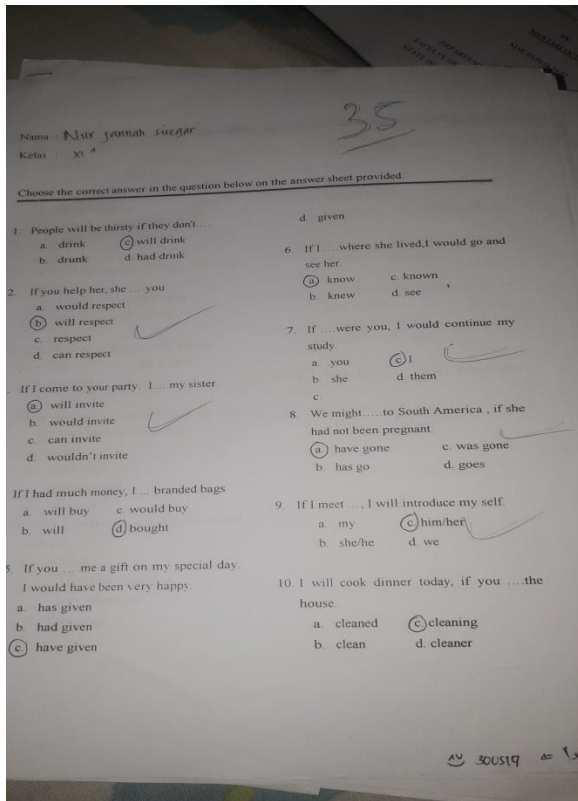 35
Nama : Nur Jannah siregar
Kelas : XI A
Choose the correct answer in the question below on the answer sheet provided.
1. People will be thirsty if they don't....
a. drink c. will drink
b. drunk d. had drink
2. If you help her, she ... you
a. would respect
b. will respect
c. respect
d. can respect
If I come to your party. I.... my sister
a. will invite
b. would invite
c. can invite
d. wouldn't invite
If I had much money, I ... branded bags
a. will buy c. would buy
b. will d. bought
5. If you ....me a gift on my special day.
I would have been very happy.
a. has given
b. had given
c. have given
d. given
6. If I ....where she lived,I would go and
see her.
a. know c. known
b. knew d. see
7. If ....were you, I would continue my
study.
a. you c. I
b. she d. them
c.
8. We might.....to South America , if she
had not been pregnant.
a. have gone c. was gone
b. has go d. goes
9. If I meet ..., I will introduce my self.
a. my c. him/her
b. she/he d. we
10. I will cook dinner today, if you ....the
house.
a. cleaned c. cleaning
b. clean d. cleaner